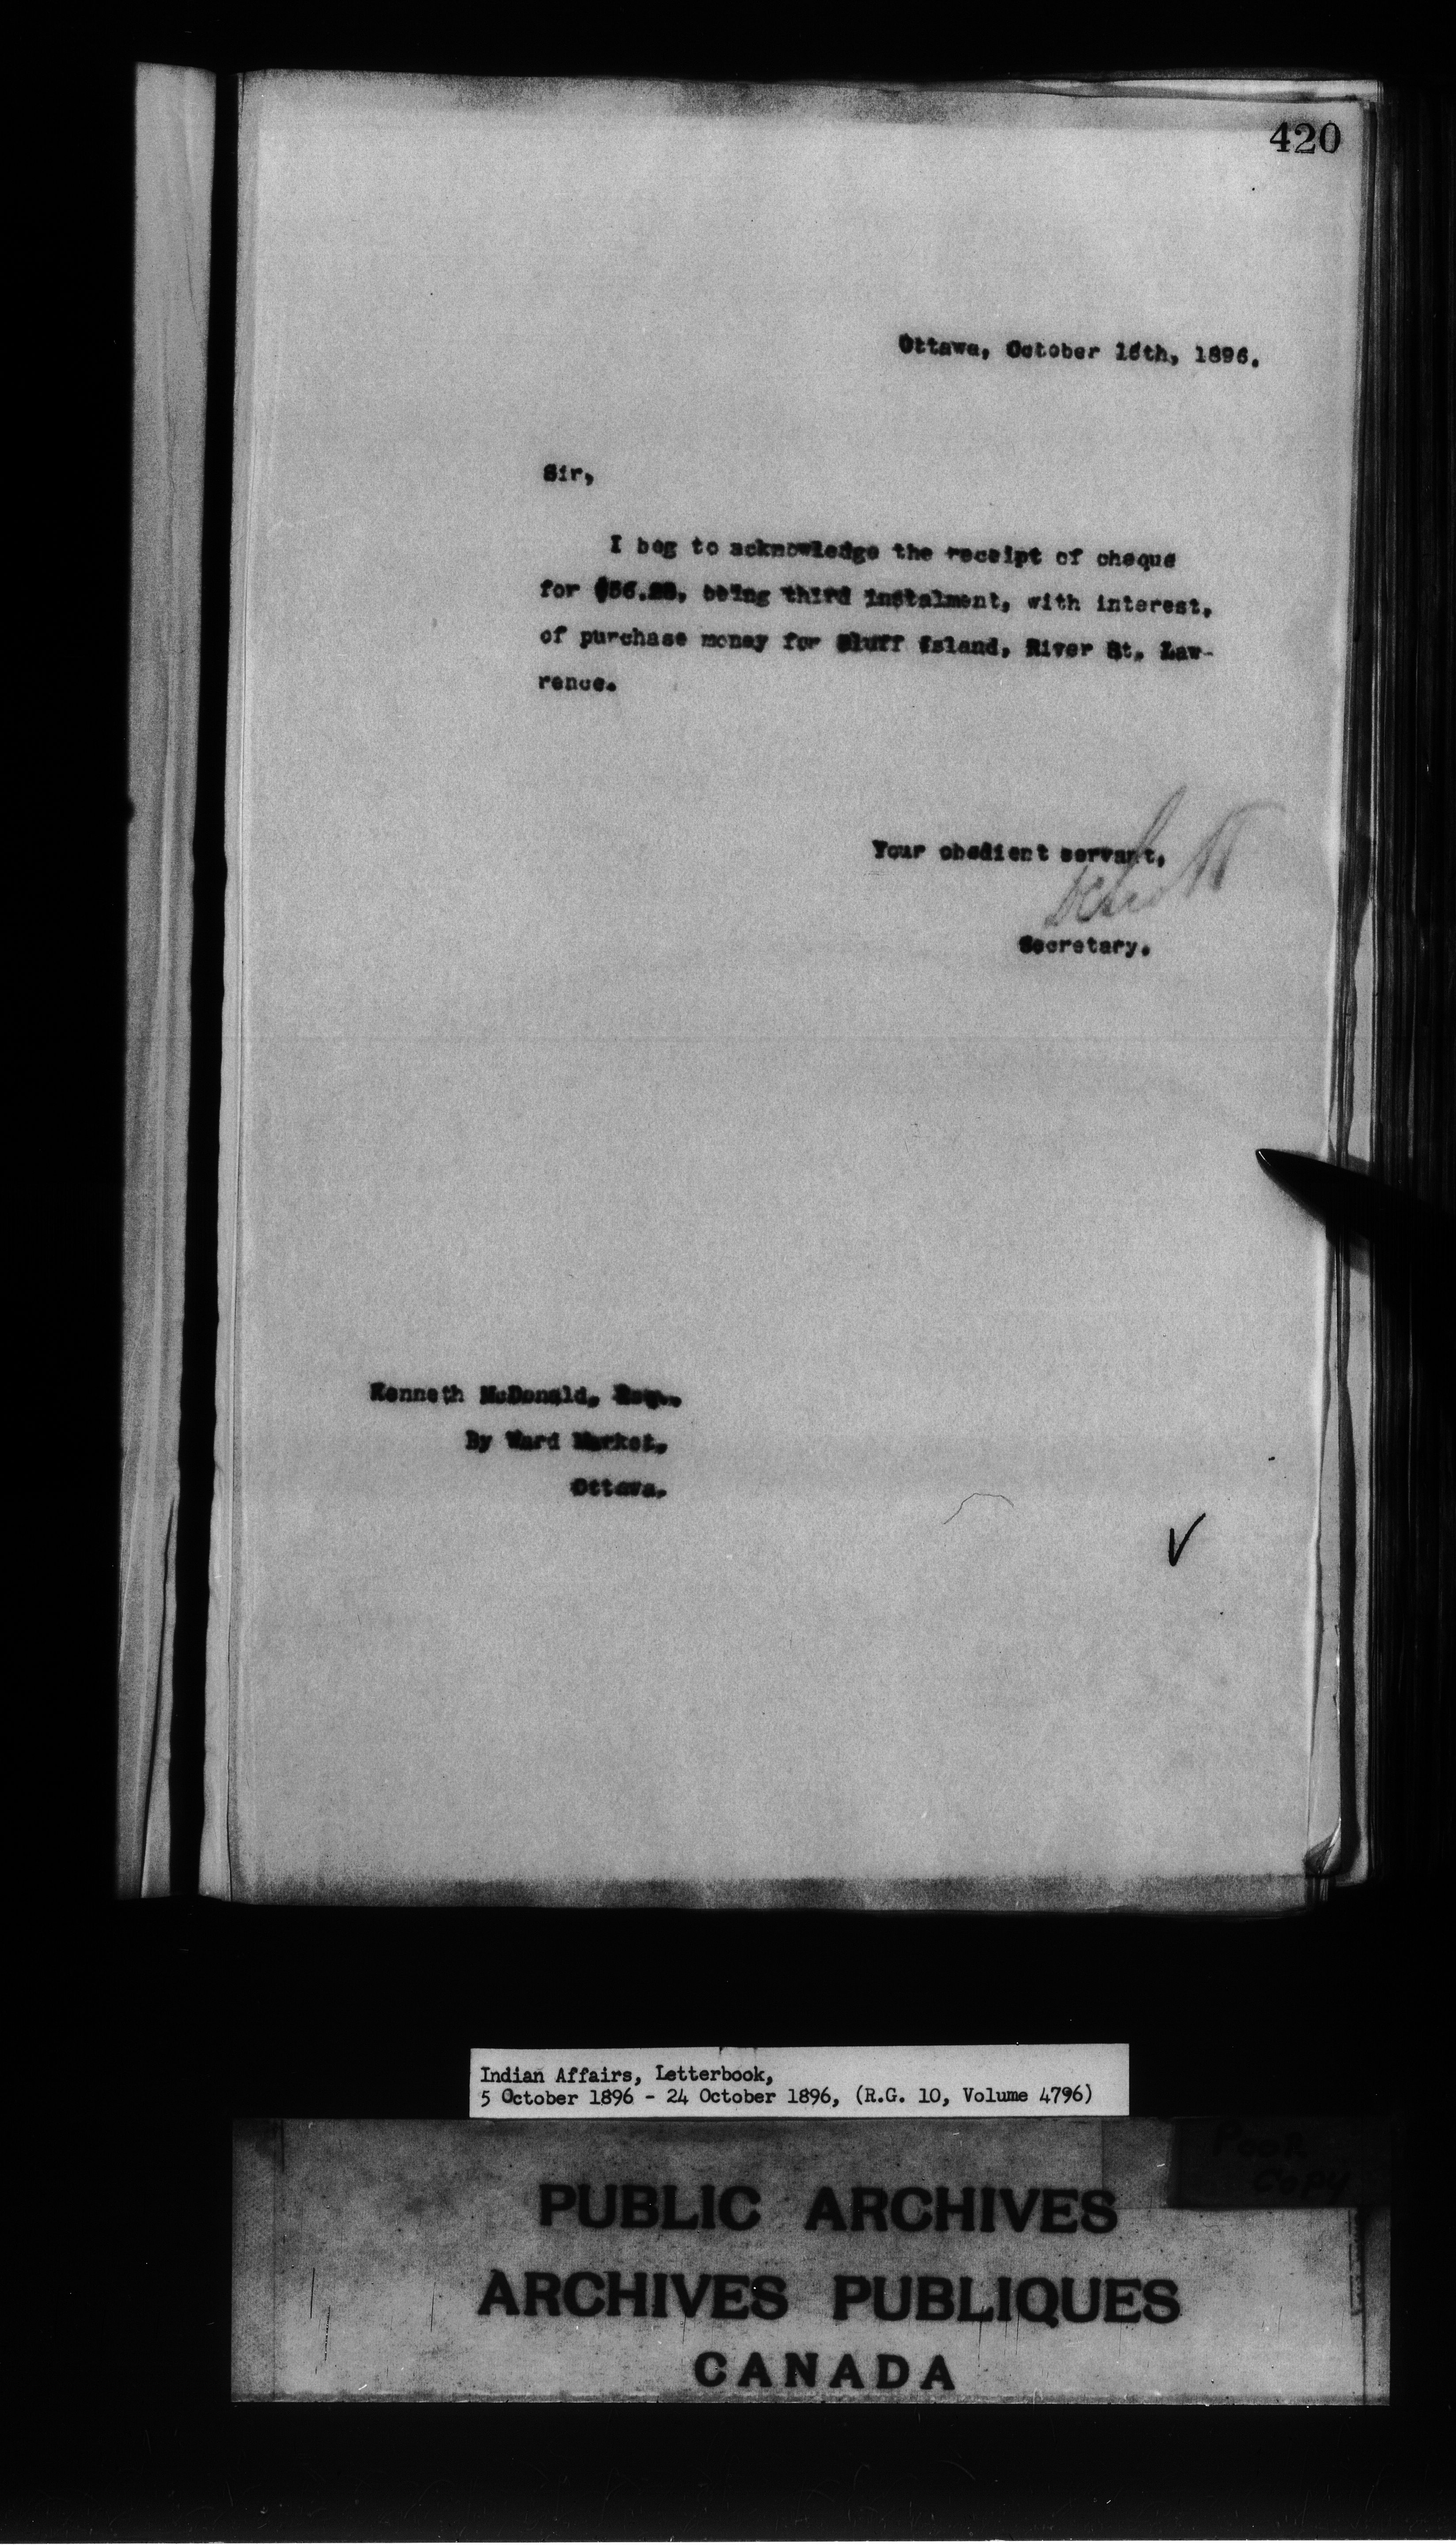 420
Ottawa, October 16th, 1896.
Sir,
I beg to acknowledge the receipt of cheque
for being third instalment, with interest,
of purchase money for Bluff Island, River St. Law-
rence.
Your obedient servant,
Secretary.
Kenneth McDonald, Esq.,
By Ward Market,
Ottawa.
Indian Affairs, Letterbook,
5 October 1896 - 24 October 1896, (R.G. 10, Volume 4796)
Poor
Copy
PUBLIC ARCHIVES
ARCHIVES PUBLIQUES
CANADA